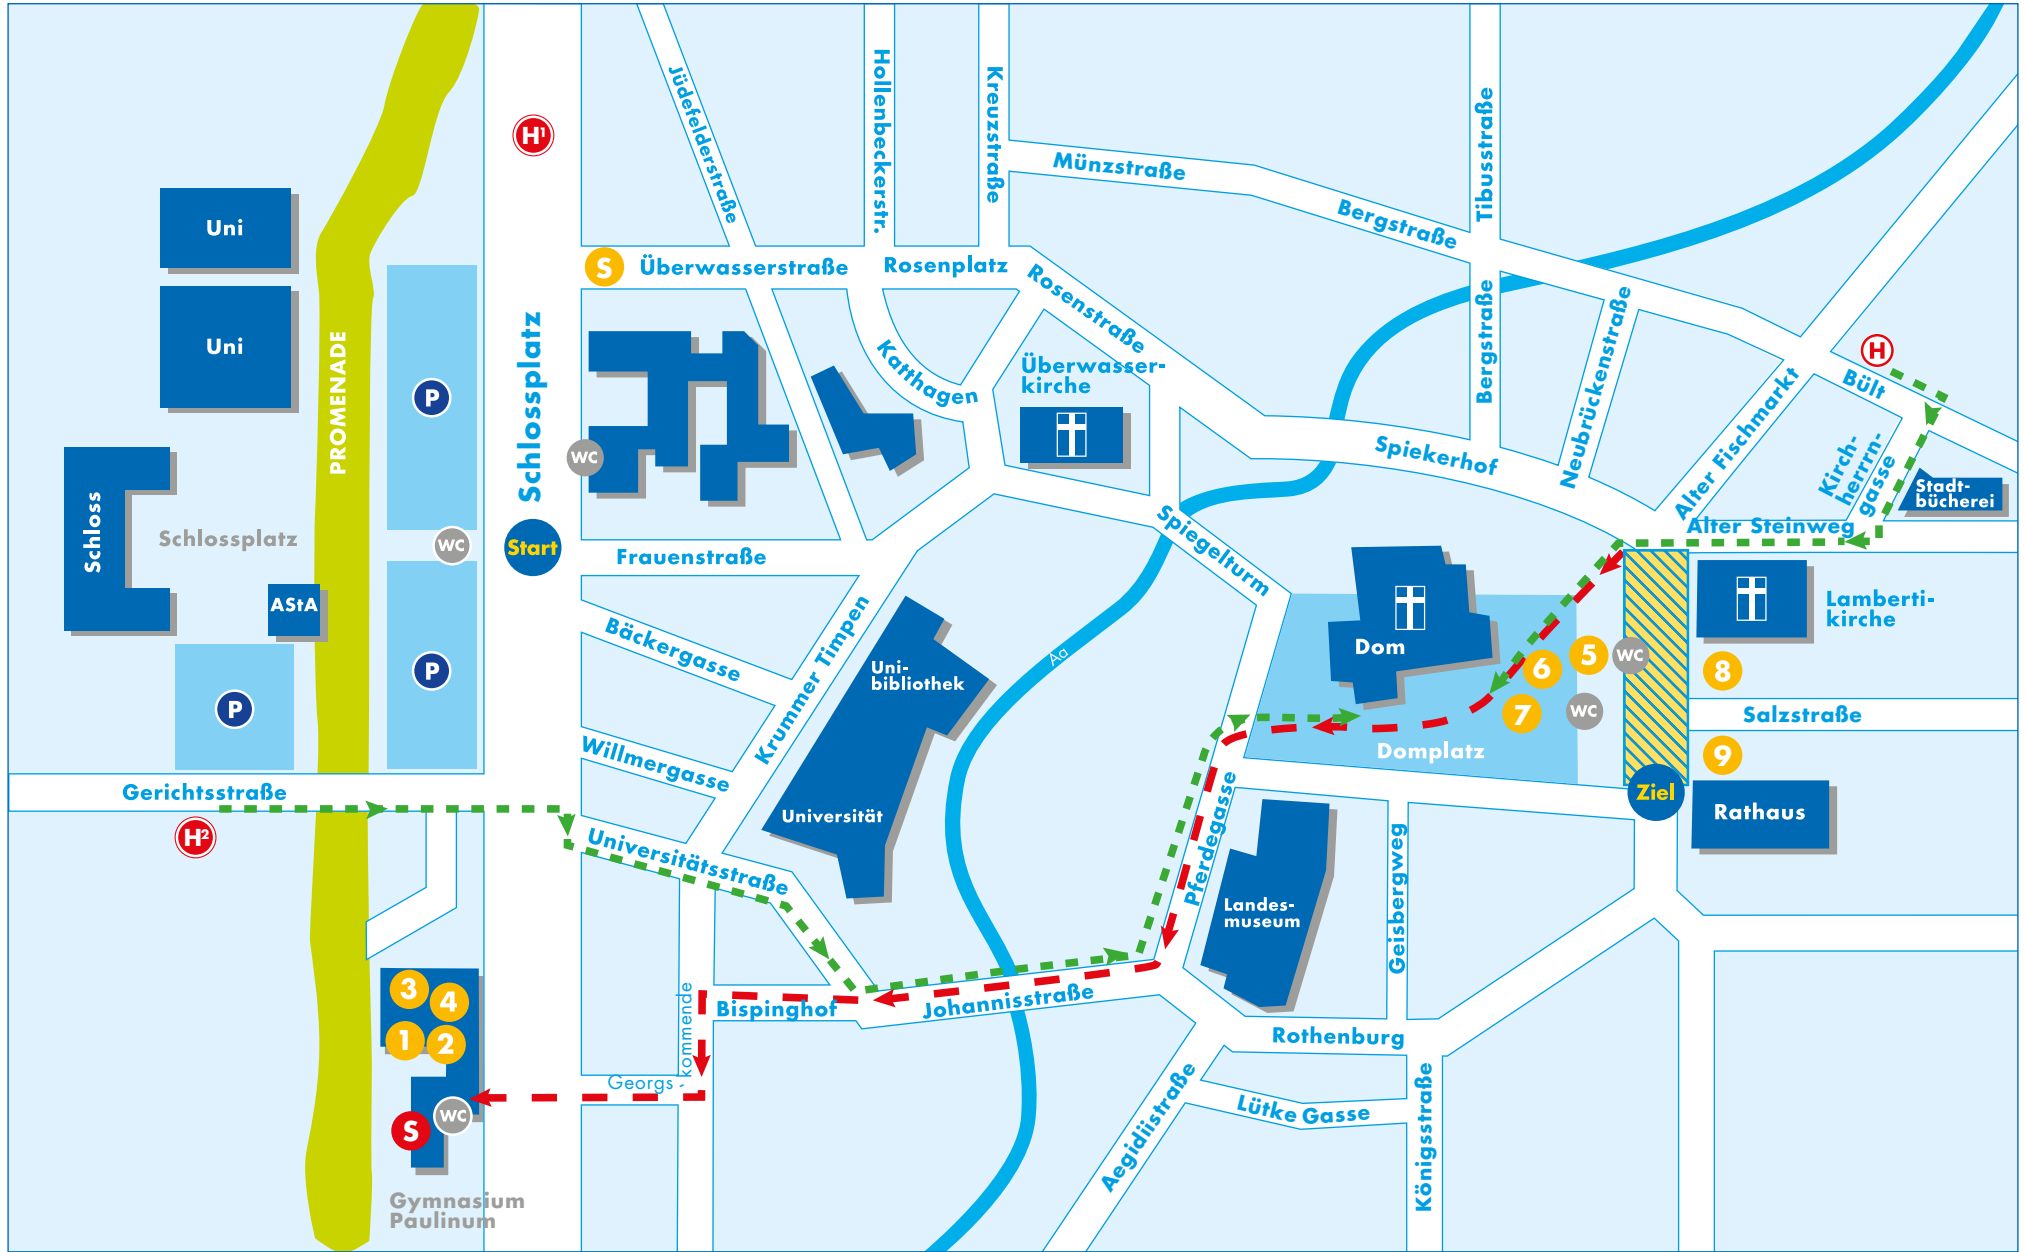 Jüdefelderstraße
Hollenbeckerstr.
Kreuzstraße
Münzstraße
Tibusstraße
Bergstraße
H¹
Uni
Uni
S
Überwasserstraße
Rosenplatz
Rosenstraße
Bergstraße
Neubrückenstraße
PROMENADE
P
Schlossplatz
WC
Katthagen
Überwasser-
kirche
Spiekerhof
Alter Fischmarkt
H
Bült
Kirch-
herrrn-
gasse
Stadt-
bücherei
Alter Steinweg
Schloss
Schlossplatz
WC
Start
Frauenstraße
Spiegelturm
AStA
Bäckergasse
Krummer Timpen
Uni-
bibliothek
Aa
Dom
Lamberti-
kirche
P
P
6
5
WC
8
7
WC
Salzstraße
Domplatz
9
Willmergasse
Gerichtsstraße
Universität
Pferdegasse
Ziel
Rathaus
H²
Universitätsstraße
Geisbergweg
Landes-
museum
3
4
1
2
Bispinghof
Johannisstraße
Georgs-
kommende
Rothenburg
Lütke Gasse
Aegidiistraße
Königsstraße
S
WC
Gymnasium
Paulinum